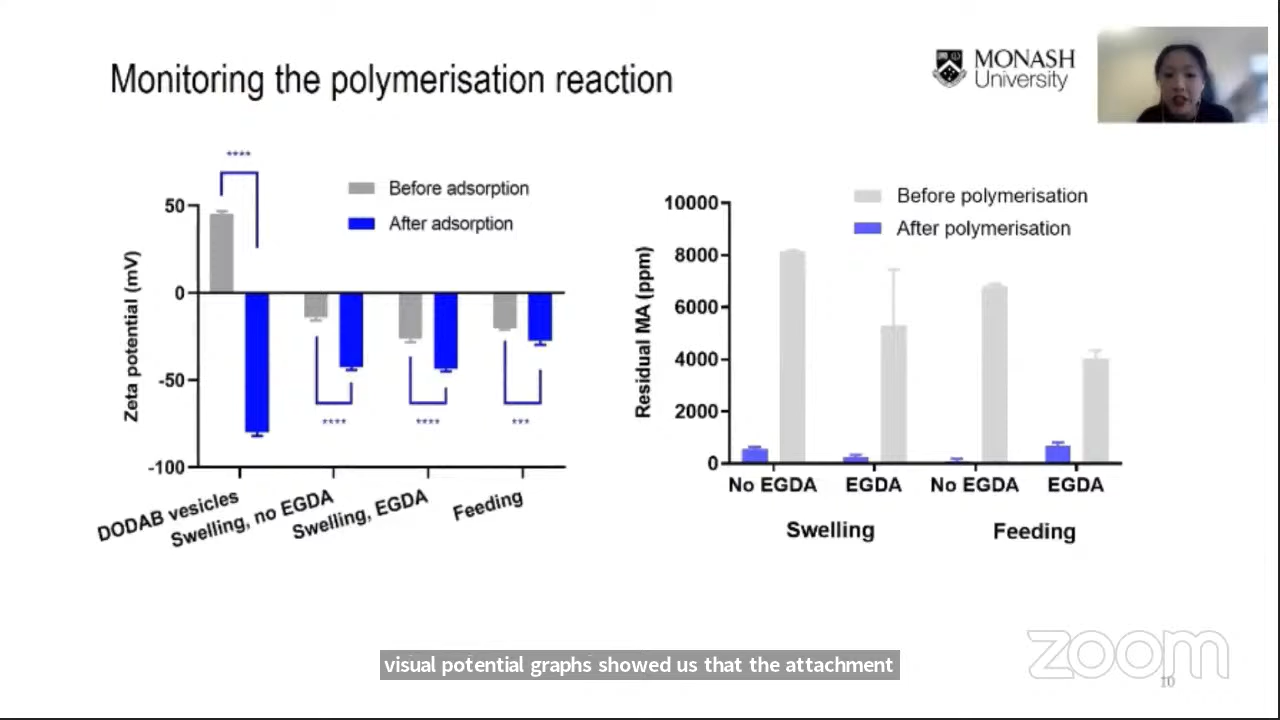 Monitoring the polymerisation reaction
MONASH
University
****
Before adsorption
After adsorption
50
0
-50
-100
Zeta potential (mV)
****
****
***
DODAB vesicles
Swelling, no EGDA
Swelling, EGDA
Feeding
Before polymerisation
After polymerisation
10000
8000
6000
4000
2000
0
Residual MA (ppm)
No EGDA
EGDA
No EGDA
EGDA
Swelling
Feeding
visual potential graphs showed us that the attachment
zoom
10